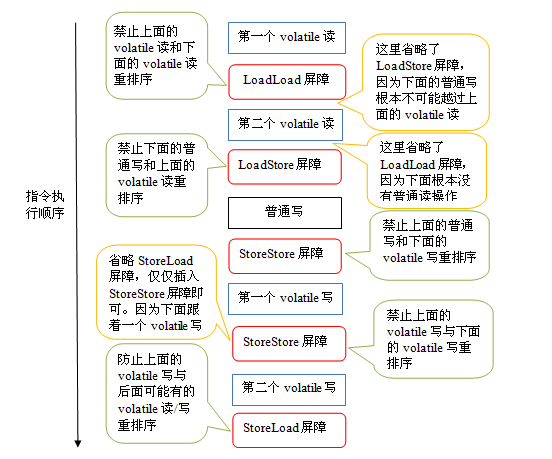 禁止上面的
volatile 读和下
面的 volatile 读
重排序
第一个 volatile 读
这里省略了
LoadStore 屏障，
因为下面的普通写
根本不可能越过上
面的 volatile 读
LoadLoad 屏障
第二个 volatile 读
禁止下面的普
通写和上面的
volatile 读重
排序
LoadStore 屏障
这里省略了
LoadLoad 屏障，
因为下面根本没
有普通读操作
指令执
行顺序
普通写
禁止上面的普通
写和下面的
volatile 写重排序
StoreStore 屏障
省略 StoreLoad
屏障，仅仅插入
StoreStore 屏障即
可。因为下面跟
着一个 volatile 写
第一个 volatile 写
禁止上面的
volatile 写与下面
的 volatile 写重
排序
StoreStore 屏障
防止上面的
volatile 写与
后面可能有的
volatile 读/写
重排序
第二个 volatile 写
StoreLoad 屏障